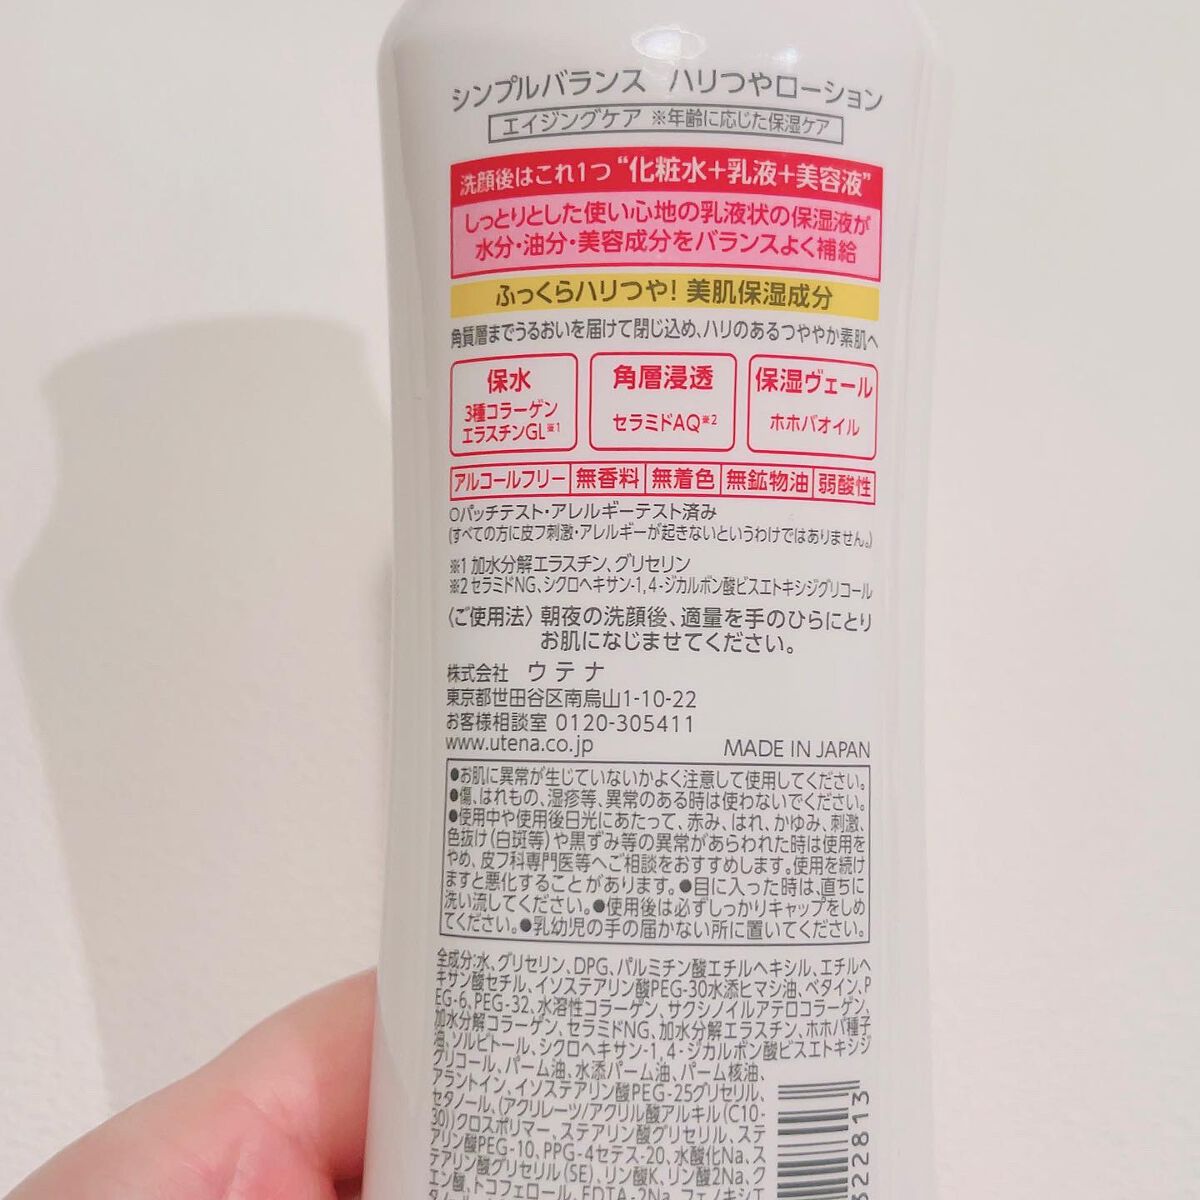 シンプルバランス ハリつやローション
エイジングケア ※年齢に応じた保湿ケア
洗顔後はこれ1つ “化粧水+乳液+美容液”
しっとりとした使い心地の乳液状の保湿液が
水分・油分・美容成分をバランスよく補給
ふっくらハリつや! 美肌保湿成分
角質層までうるおいを届けて閉じ込め、ハリのあるつややか素肌へ
保水
3種コラーゲン
エラスチンGL※1
角層浸透
セラミドAQ※2
保湿ヴェール
ホホバオイル
アルコールフリー 無香料 無着色 無鉱物油 弱酸性
○パッチテスト・アレルギーテスト済み
(すべての方に皮フ刺激・アレルギーが起きないというわけではありません。)
※1 加水分解エラスチン、グリセリン
※2 セラミドNG、シクロヘキサン-1,4-ジカルボン酸ビスエトキシジグリコール
〈ご使用法〉朝夜の洗顔後、適量を手のひらにとり
お肌になじませてください。
株式会社 ウテナ
東京都世田谷区南烏山1-10-22
お客様相談室 0120-305411
www.utena.co.jp MADE IN JAPAN
●お肌に異常が生じていないかよく注意して使用してください。
●傷、はれもの、湿疹等、異常のある時は使わないでください。
●使用中や使用後日光にあたって、赤み、はれ、かゆみ、刺激、
色抜け(白斑等)や黒ずみ等の異常があらわれた時は使用を
やめ、皮フ科専門医等へご相談をおすすめします。使用を続け
ますと悪化することがあります。●目に入った時は、直ちに
洗い流してください。●使用後は必ずしっかりキャップをしめ
てください。●乳幼児の手の届かない所に置いてください。
全成分:水、グリセリン、DPG、パルミチン酸エチルヘキシル、エチルヘ
キサン酸セチル、イソステアリン酸PEG-30水添ヒマシ油、ベタイン、P
EG-6、PEG-32、水溶性コラーゲン、サクシノイルアテロコラーゲン、
加水分解コラーゲン、セラミドNG、加水分解エラスチン、ホホバ種子
油、ソルビトール、シクロヘキサン-1,4-ジカルボン酸ビスエトキシジ
グリコール、パーム油、水添パーム油、パーム核油、
アラントイン、イソステアリン酸PEG-25グリセリル、
セタノール、(アクリレーツ/アクリル酸アルキル(C10-
30))クロスポリマー、ステアリン酸グリセリル、ステ
アリン酸PEG-10、PPG-4セテス-20、水酸化Na、ス
テアリン酸グリセリル(SE)、リン酸K、リン酸2Na、ク
エン酸、トコフェロール、EDTA-2Na、フェノキシエ
322813